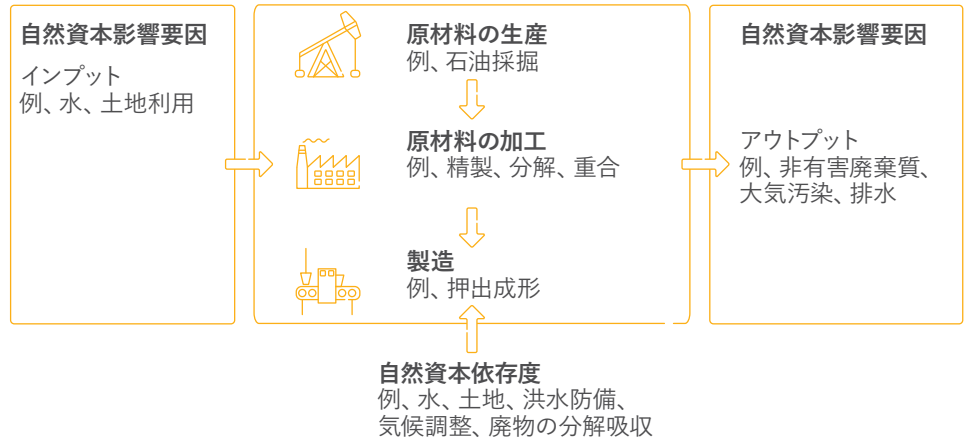 自然資本影響要因
インプット
例、水、土地利用
原材料の生産
例、石油採掘
原材料の加工
例、精製、分解、重合
製造
例、押出成形
自然資本影響要因
アウトプット
例、非有害廃棄質、
大気汚染、排水
自然資本依存度
例、水、土地、洪水防備、
気候調整、廃物の分解吸収